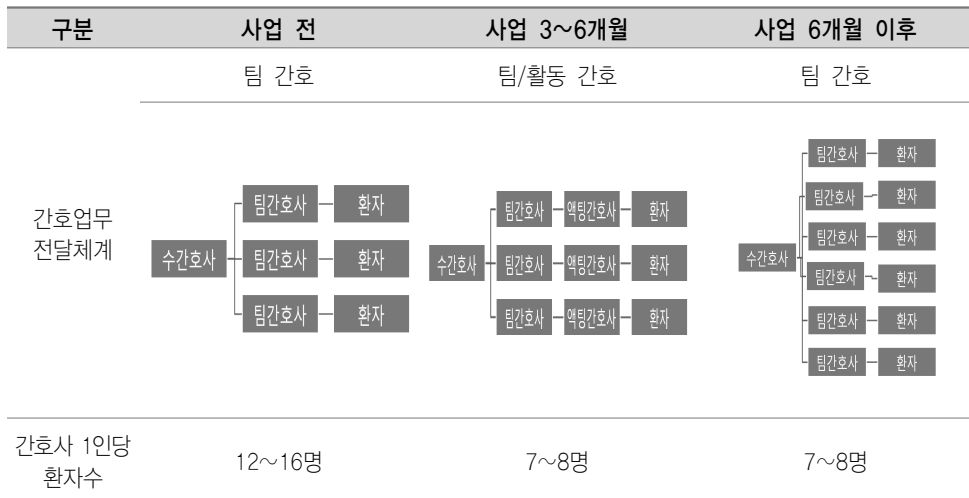 구분 사업 전 사업 3～6개월 사업 6개월 이후
팀 간호 팀/활동 간호 팀 간호
간호업무
전달체계
수간호사
팀간호사 환자
팀간호사 환자
팀간호사 환자
수간호사
팀간호사 액팅간호사 환자
팀간호사 액팅간호사 환자
팀간호사 액팅간호사 환자
수간호사
팀간호사 환자
팀간호사 환자
팀간호사 환자
팀간호사 환자
팀간호사 환자
팀간호사 환자
간호사 1인당
환자수
12～16명 7～8명 7～8명